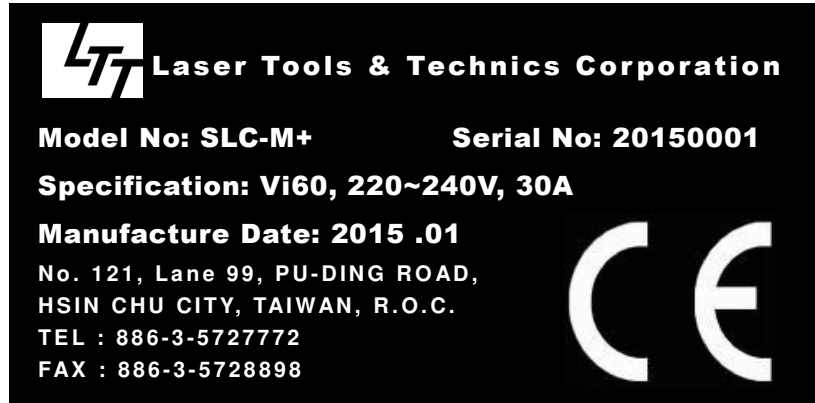 LTT Laser Tools & Technics Corporation
Model No: SLC-M+ Serial No: 20150001
Specification: Vi60, 220~240V, 30A
Manufacture Date: 2015 .01
No. 121, Lane 99, PU-DING ROAD,
HSIN CHU CITY, TAIWAN, R.O.C.
TEL : 886-3-5727772
FAX : 886-3-5728898
CE